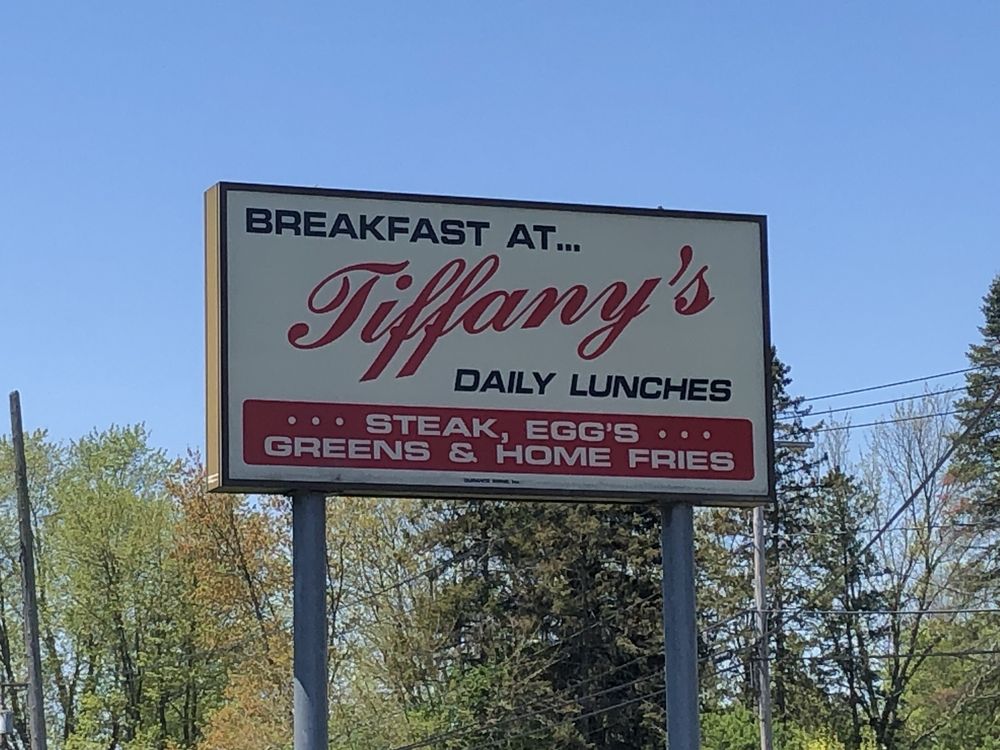 BREAKFAST AT...
Tiffany's
DAILY LUNCHES
••• STEAK, EGG'S •••
GREENS & HOME FRIES